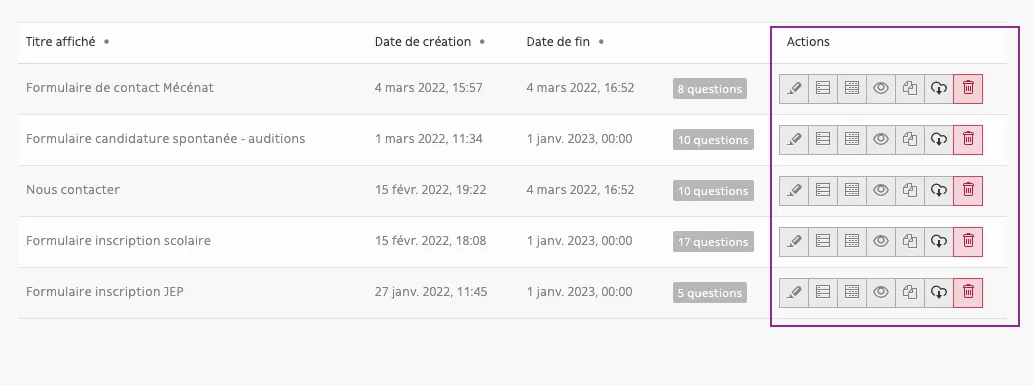 Titre affiché Date de création Date de fin Actions
Formulaire de contact Mécénat 4 mars 2022, 15:57 4 mars 2022, 16:52 8 questions
Formulaire candidature spontanée - auditions 1 mars 2022, 11:34 1 janv. 2023, 00:00 10 questions
Nous contacter 15 févr. 2022, 19:22 4 mars 2022, 16:52 10 questions
Formulaire inscription scolaire 15 févr. 2022, 18:08 1 janv. 2023, 00:00 17 questions
Formulaire inscription JEP 27 janv. 2022, 11:45 1 janv. 2023, 00:00 5 questions